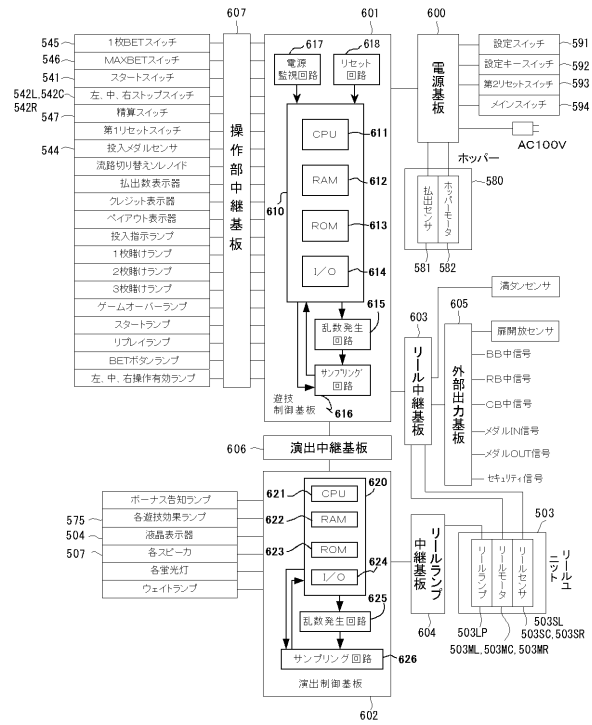 607
601
600
545
1枚BETスイッチ
546
MAXBETスイッチ
541
スタートスイッチ
542L,542C
542R
左、中、右ストップスイッチ
547
精算スイッチ
第1リセットスイッチ
544
投入メダルセンサ
流路切り替えソレノイド
払出数表示器
クレジット表示器
ペイアウト表示器
投入指示ランプ
1枚賭けランプ
2枚賭けランプ
3枚賭けランプ
ゲームオーバーランプ
スタートランプ
リプレイランプ
BETボタンランプ
左、中、右操作有効ランプ
操作部中継基板
617
618
電源
監視回路
リセット
回路
CPU
611
RAM
612
610
ROM
613
I/O
614
615
乱数発生
回路
サンプリング
回路
616
遊技
制御基板
電源基板
設定スイッチ
591
設定キースイッチ
592
第2リセットスイッチ
593
メインスイッチ
594
AC100V
ホッパー
580
払出センサ
ホッパーモータ
581
582
満タンセンサ
603
605
リール中継基板
外部出力基板
扉開放センサ
BB中信号
RB中信号
CB中信号
メダルIN信号
メダルOUT信号
セキュリティ信号
606
演出中継基板
ボーナス告知ランプ
575
各遊技効果ランプ
504
液晶表示器
507
各スピーカ
各蛍光灯
ウェイトランプ
621
CPU
620
622
RAM
623
ROM
624
I/O
625
乱数発生回路
サンプリング回路
626
演出制御基板
602
リールランプ
中継基板
604
503
リールランプ
リールモータ
リールセンサ
リールユ
ニット
503LP
503SL
503SC,503SR
503ML,503MC,503MR